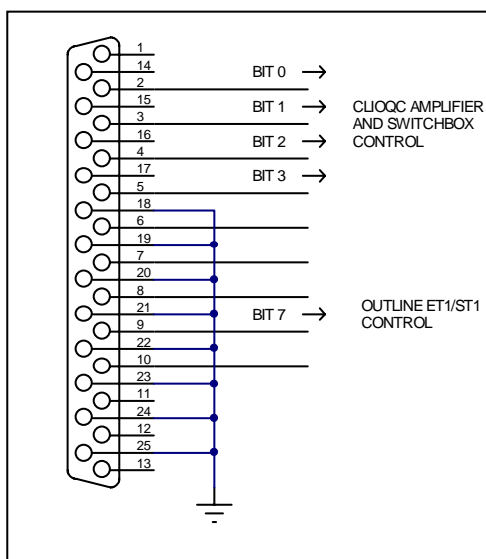 1
14
BIT 0
2
15
BIT 1
CLIOQC AMPLIFIER
3
AND SWITCHBOX
16
BIT 2
CONTROL
4
17
BIT 3
5
18
6
19
7
20
8
21
BIT 7
OUTLINE ET1/ST1
9
CONTROL
22
10
23
11
24
12
25
13